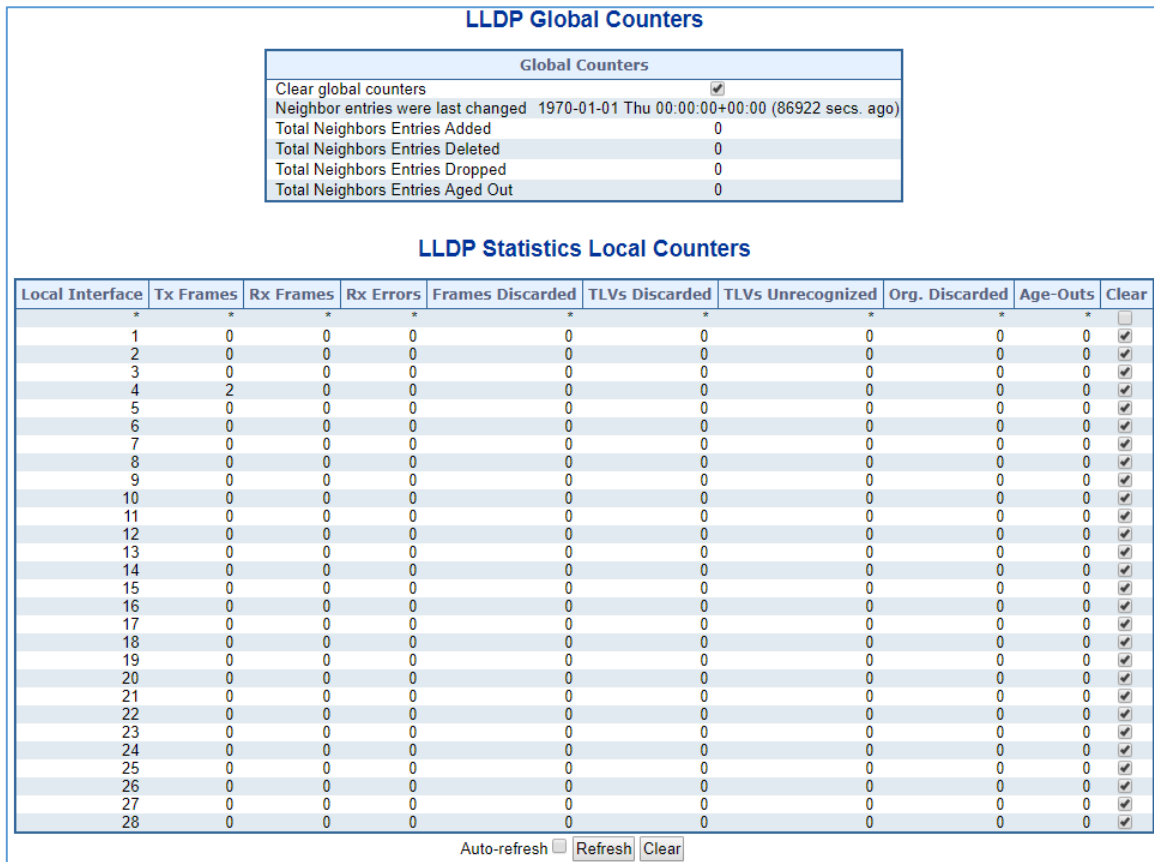 LLDP Global Counters
Global Counters
Clear global counters
Neighbor entries were last changed 1970-01-01 Thu 00:00:00+00:00 (86922 secs. ago)
Total Neighbors Entries Added 0
Total Neighbors Entries Deleted 0
Total Neighbors Entries Dropped 0
Total Neighbors Entries Aged Out 0
LLDP Statistics Local Counters
Local Interface Tx Frames Rx Frames Rx Errors Frames Discarded TLVs Discarded TLVs Unrecognized Org. Discarded Age-Outs Clear
* * * * * * * * *
1 0 0 0 0 0 0 0 0
2 0 0 0 0 0 0 0 0
3 0 0 0 0 0 0 0 0
4 2 0 0 0 0 0 0 0
5 0 0 0 0 0 0 0 0
6 0 0 0 0 0 0 0 0
7 0 0 0 0 0 0 0 0
8 0 0 0 0 0 0 0 0
9 0 0 0 0 0 0 0 0
10 0 0 0 0 0 0 0 0
11 0 0 0 0 0 0 0 0
12 0 0 0 0 0 0 0 0
13 0 0 0 0 0 0 0 0
14 0 0 0 0 0 0 0 0
15 0 0 0 0 0 0 0 0
16 0 0 0 0 0 0 0 0
17 0 0 0 0 0 0 0 0
18 0 0 0 0 0 0 0 0
19 0 0 0 0 0 0 0 0
20 0 0 0 0 0 0 0 0
21 0 0 0 0 0 0 0 0
22 0 0 0 0 0 0 0 0
23 0 0 0 0 0 0 0 0
24 0 0 0 0 0 0 0 0
25 0 0 0 0 0 0 0 0
26 0 0 0 0 0 0 0 0
27 0 0 0 0 0 0 0 0
28 0 0 0 0 0 0 0 0
Auto-refresh Refresh Clear